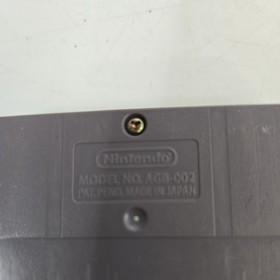 Nintendo
MODEL NO. AGB-002
PAT. PEND. MADE IN JAPAN